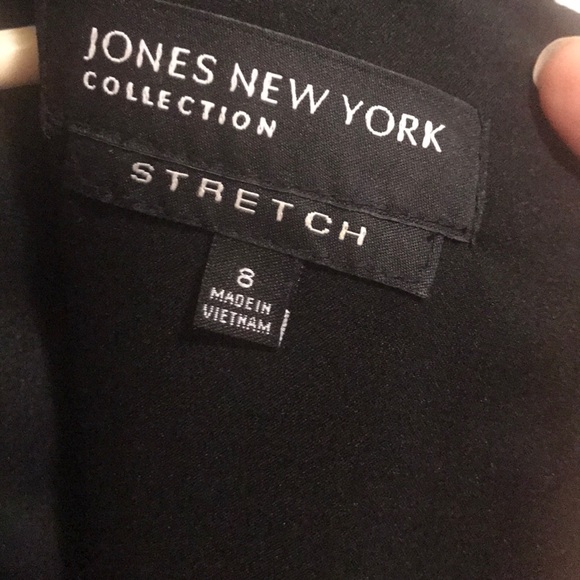 JONES NEW YORK
COLLECTION
STRETCH
8
MADE IN
VIETNAM